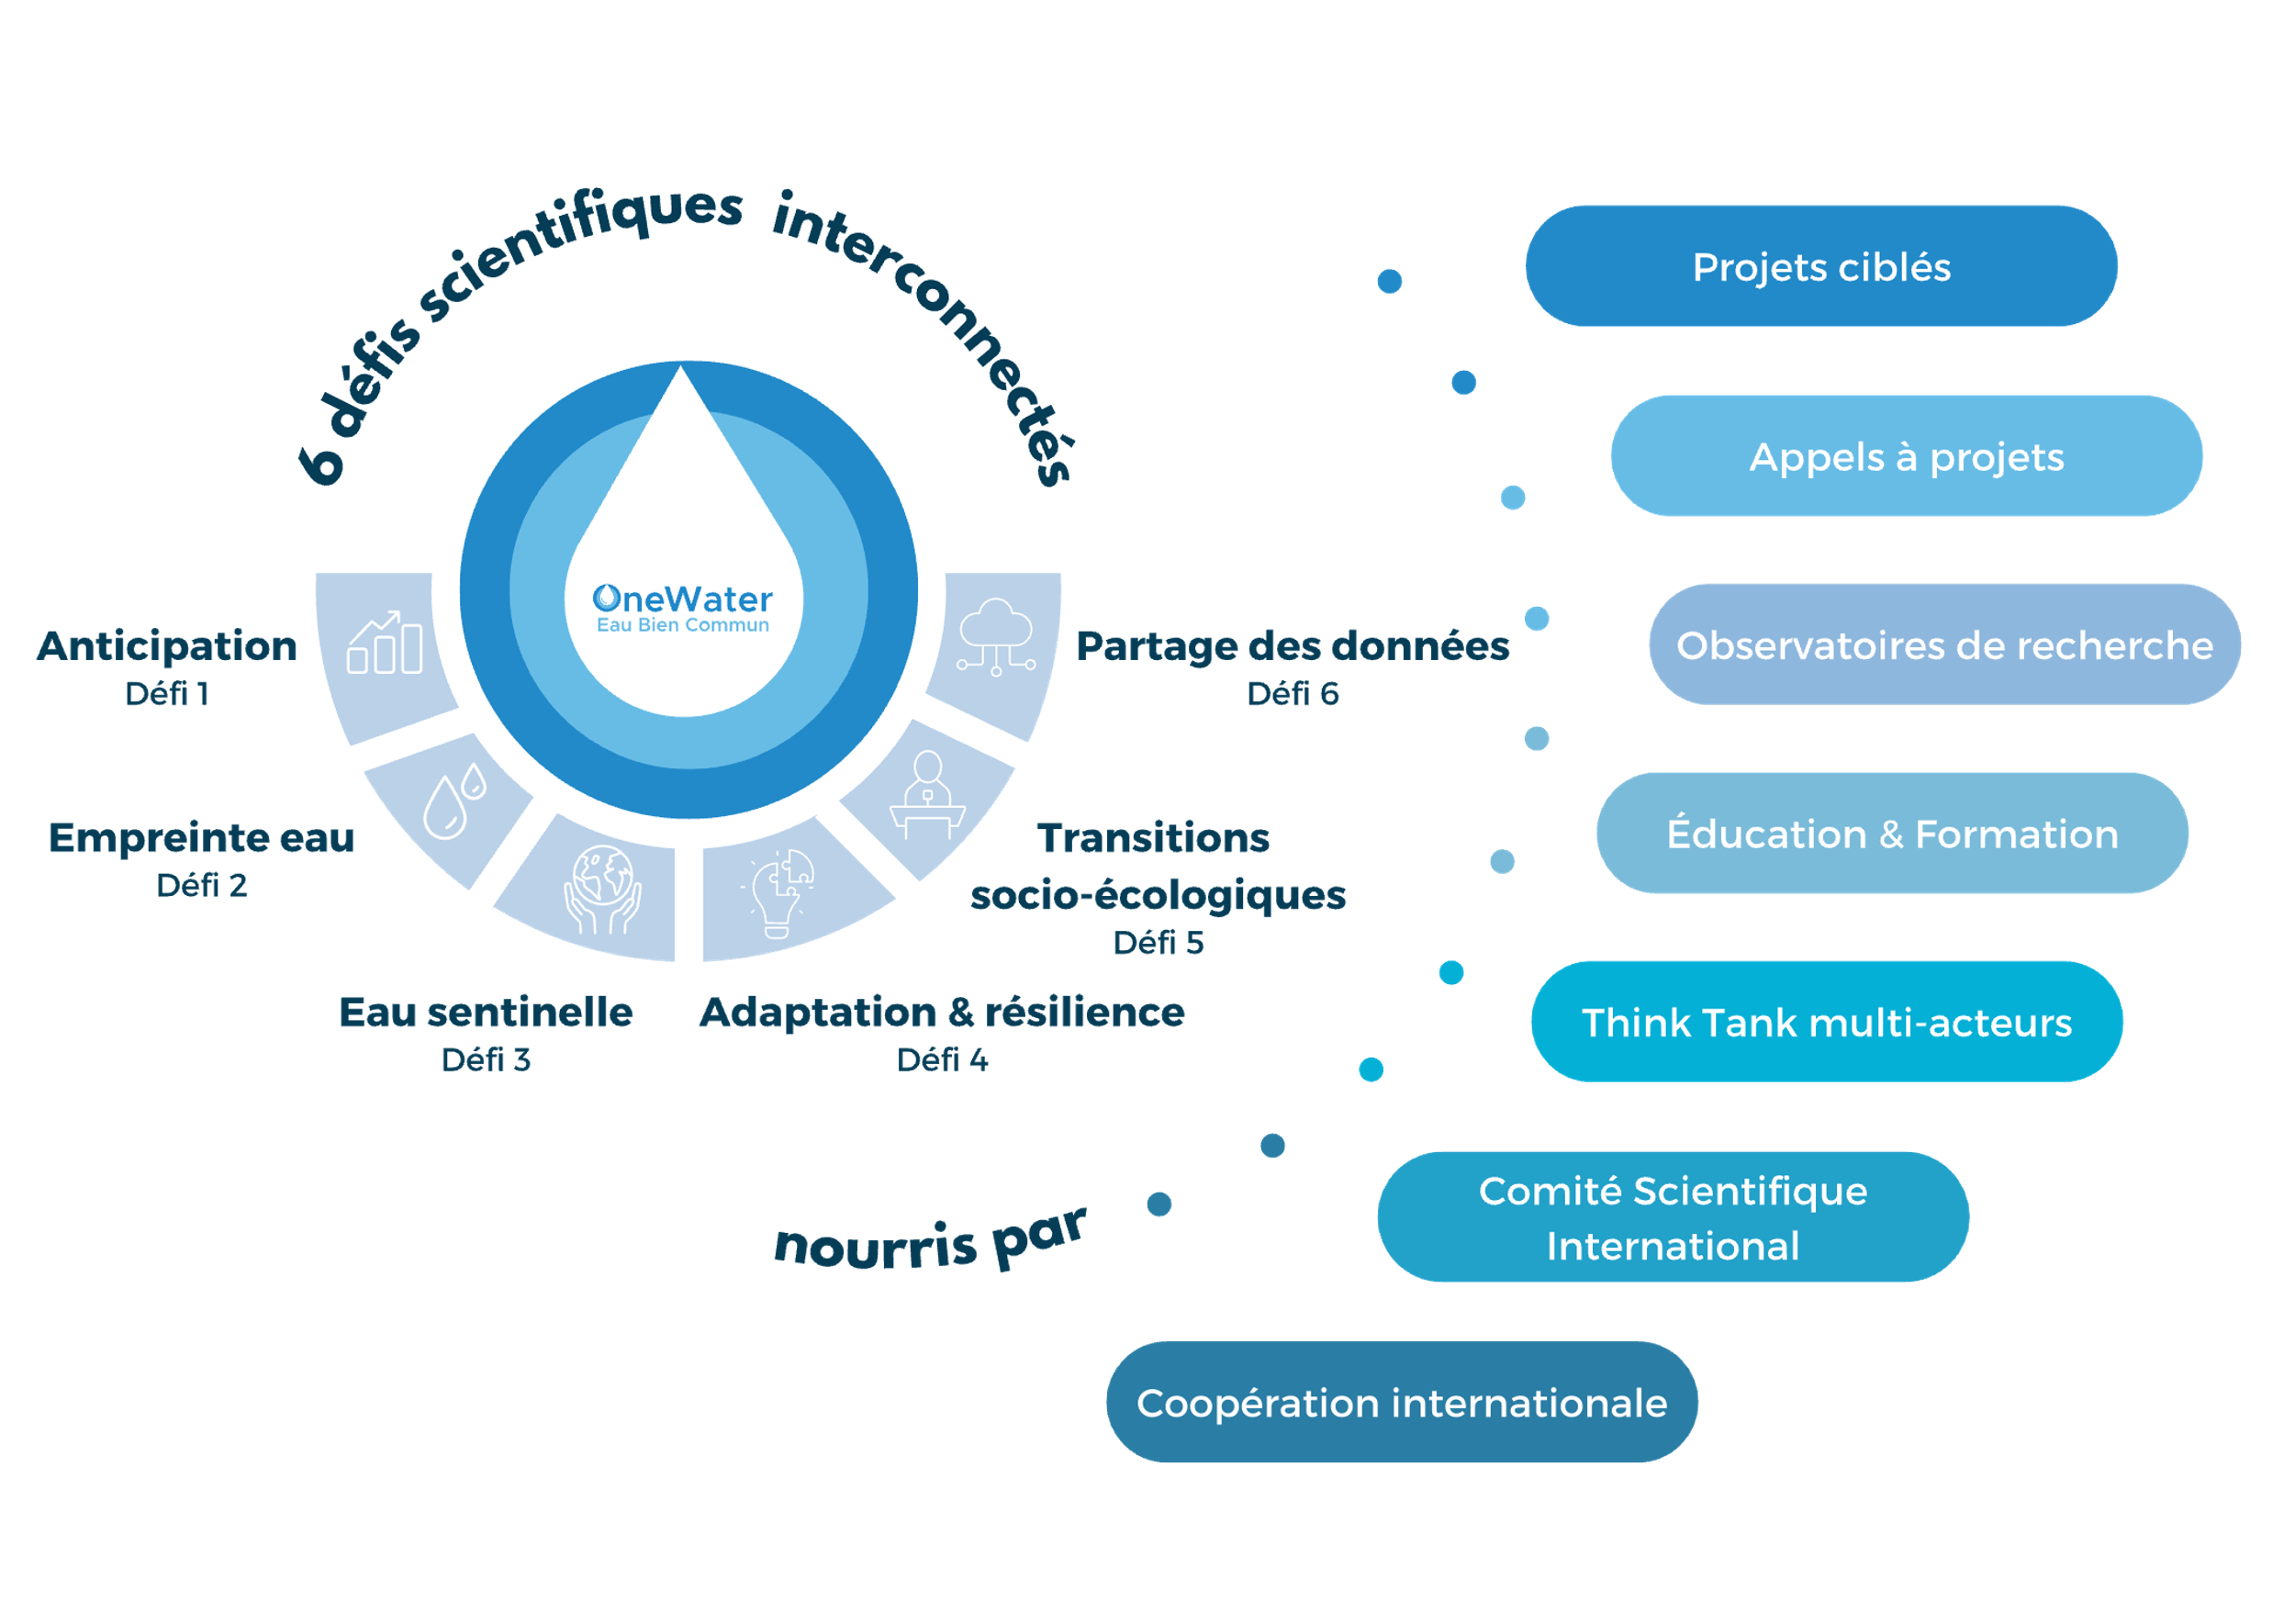 6 défis scientifiques interconnectés
OneWater
Eau Bien Commun
Anticipation
Défi 1
Empreinte eau
Défi 2
Eau sentinelle
Défi 3
Adaptation & résilience
Défi 4
Transitions
socio-écologiques
Défi 5
Partage des données
Défi 6
nourris par
Projets ciblés
Appels à projets
Observatoires de recherche
Éducation & Formation
Think Tank multi-acteurs
Comité Scientifique
International
Coopération internationale